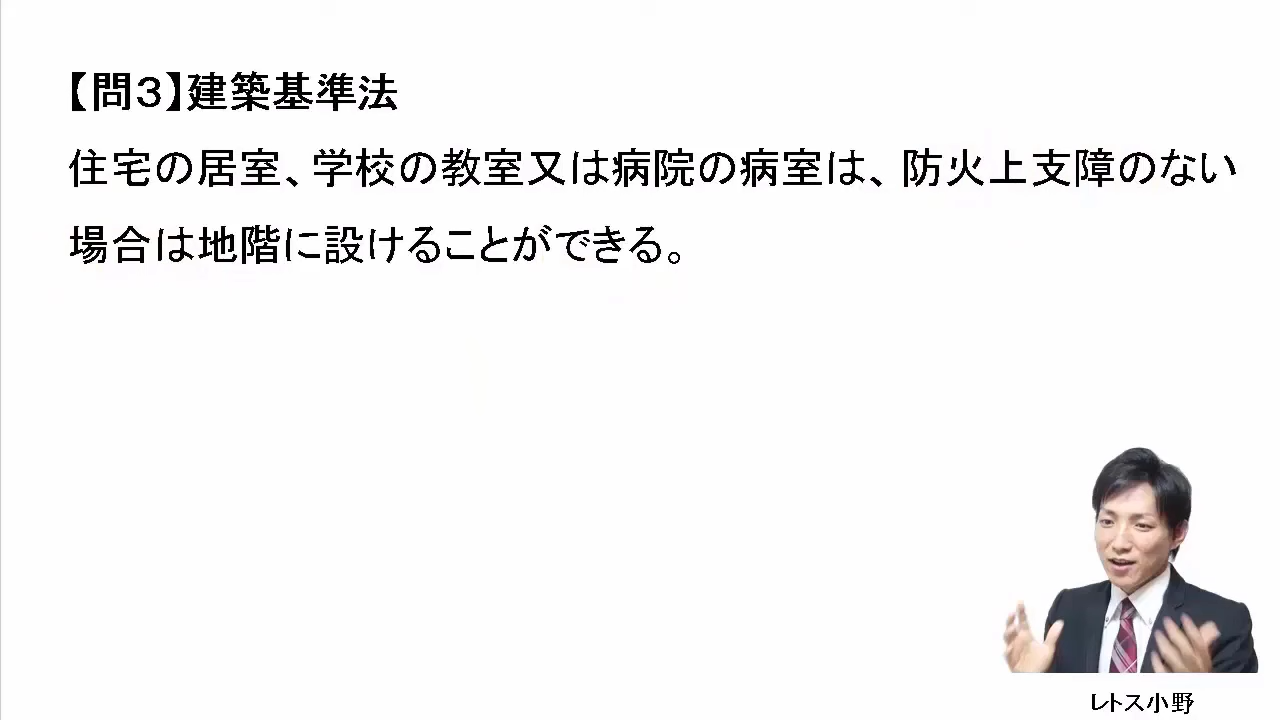 【問３】建築基準法
住宅の居室、学校の教室又は病院の病室は、防火上支障のない
場合は地階に設けることができる。
レトス小野